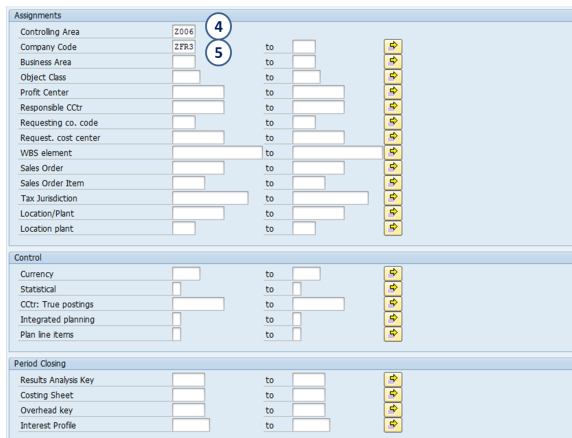 Assignments
Controlling Area Z006 4
Company Code ZFR3 5 to
Business Area to
Object Class to
Profit Center to
Responsible CCtr to
Requesting co. code to
Request. cost center to
WBS element to
Sales Order to
Sales Order Item to
Tax Jurisdiction to
Location/Plant to
Location plant to
Control
Currency to
Statistical to
CCtr: True postings to
Integrated planning to
Plan line items to
Period Closing
Results Analysis Key to
Costing Sheet to
Overhead key to
Interest Profile to